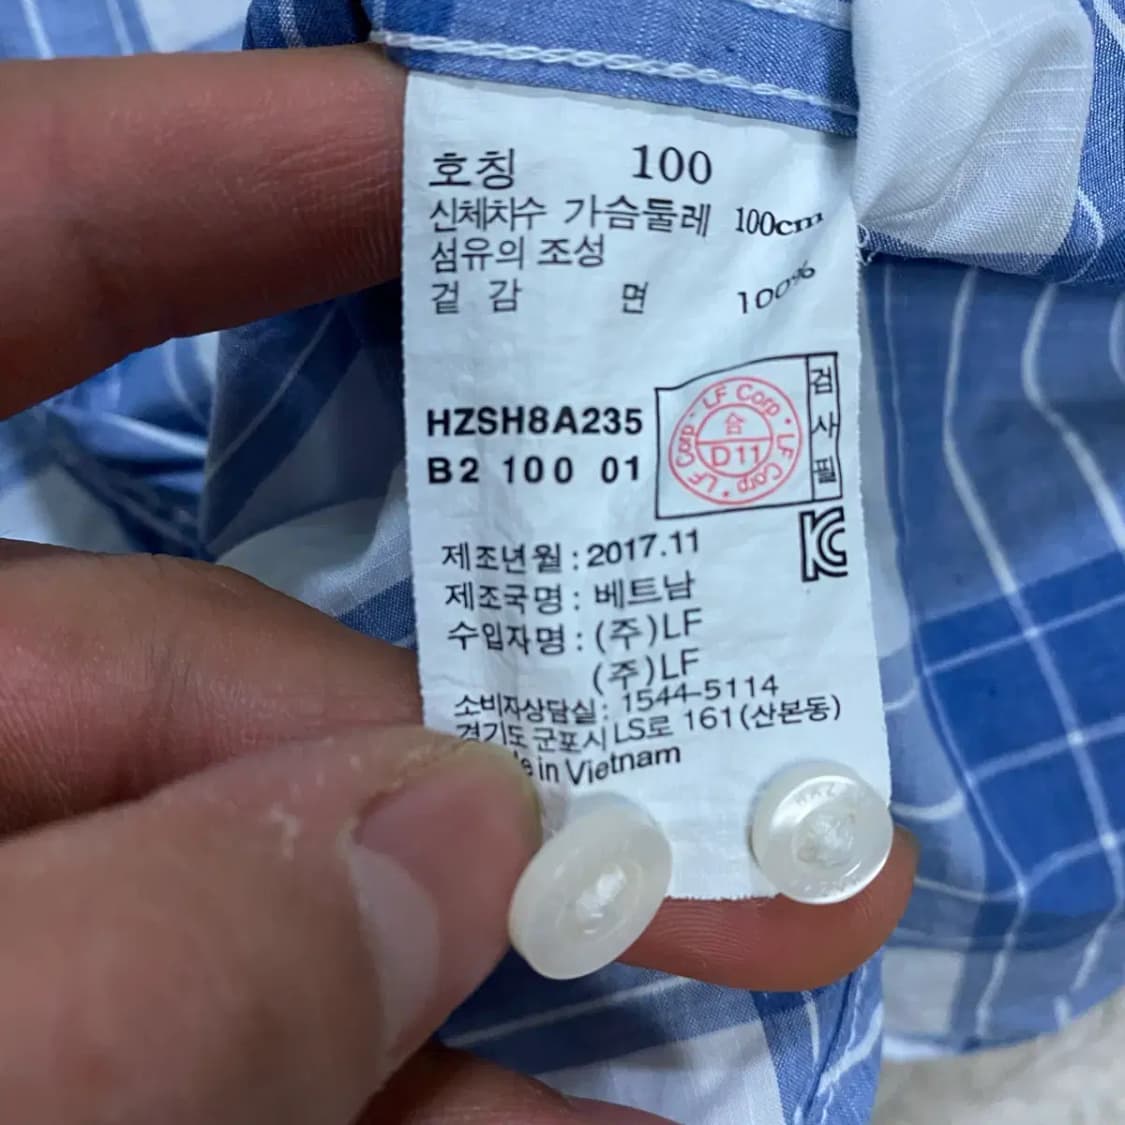 호칭 100
신체치수 가슴둘레 100cm
섬유의 조성
겉감 면 100%
HZSH8A235
B2 100 01
LF Corp · LF Corp · LF Corp ·
合
D11
검사필
KC
제조년월 : 2017.11
제조국명 : 베트남
수입자명 : (주)LF
(주)LF
소비자상담실 : 1544-5114
경기도 군포시 LS로 161(산본동)
in Vietnam